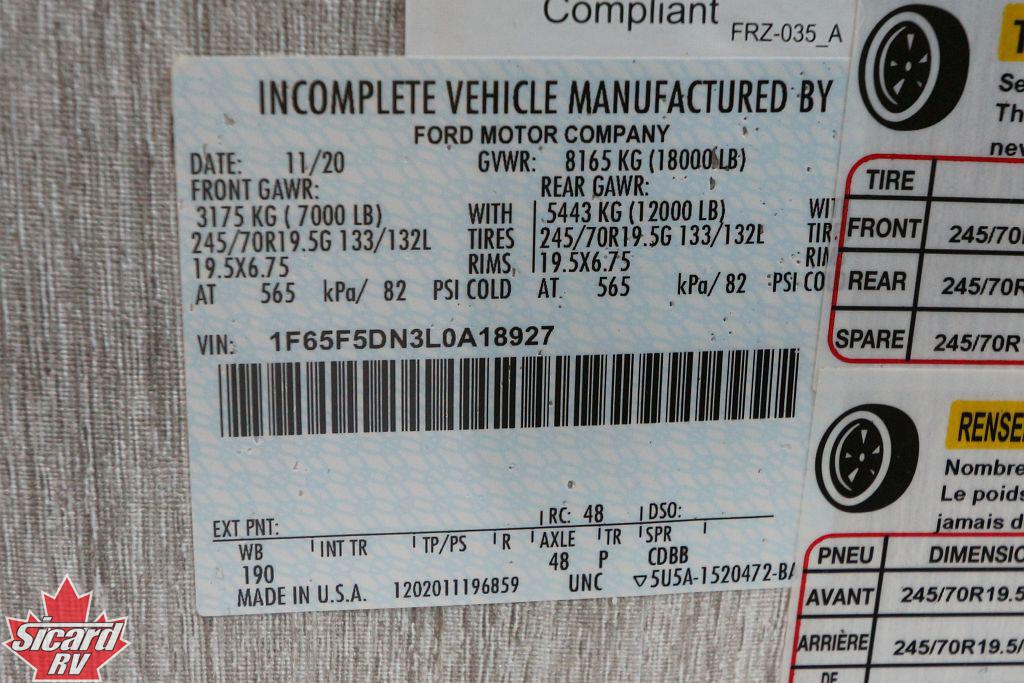 Compliant
FRZ-035_A
INCOMPLETE VEHICLE MANUFACTURED BY
FORD MOTOR COMPANY
DATE: 11/20 GVWR: 8165 KG (18000 LB)
FRONT GAWR: REAR GAWR:
3175 KG ( 7000 LB) WITH 5443 KG (12000 LB)
245/70R19.5G 133/132L TIRES 245/70R19.5G 133/132L
19.5X6.75 RIMS, 19.5X6.75
AT 565 kPa/ 82 PSI COLD AT 565 kPa/ 82 PSI CO
VIN: 1F65F5DN3L0A18927
EXT PNT: RC: 48 DSO:
WB INT TR TP/PS R AXLE TR SPR
190 48 P CDBB
MADE IN U.S.A. 1202011196859 UNC ▽5U5A-1520472-BA
TIRE
FRONT 245/70
REAR 245/70R
SPARE 245/70R1
Nombre
Le poids
jamais d
PNEU DIMENSIO
AVANT 245/70R19.5
ARRIÈRE 245/70R19.5/
DE
Sicard
RV